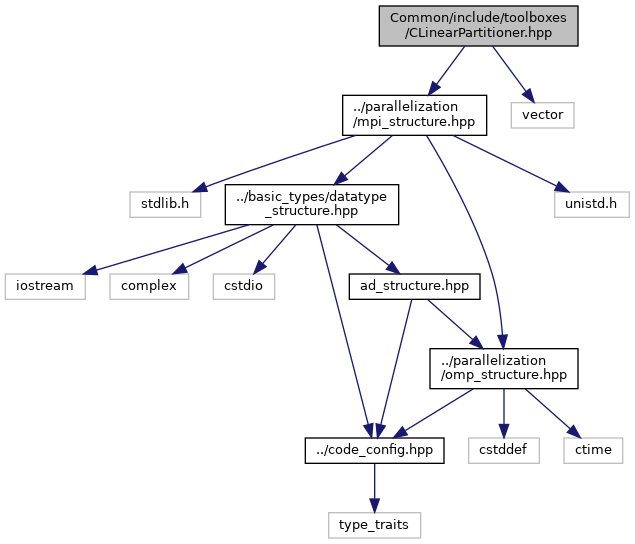 Common/include/toolboxes
/CLinearPartitioner.hpp
../parallelization
/mpi_structure.hpp
vector
stdlib.h
../basic_types/datatype
_structure.hpp
unistd.h
iostream
complex
cstdio
ad_structure.hpp
../parallelization
/omp_structure.hpp
../code_config.hpp
cstddef
ctime
type_traits